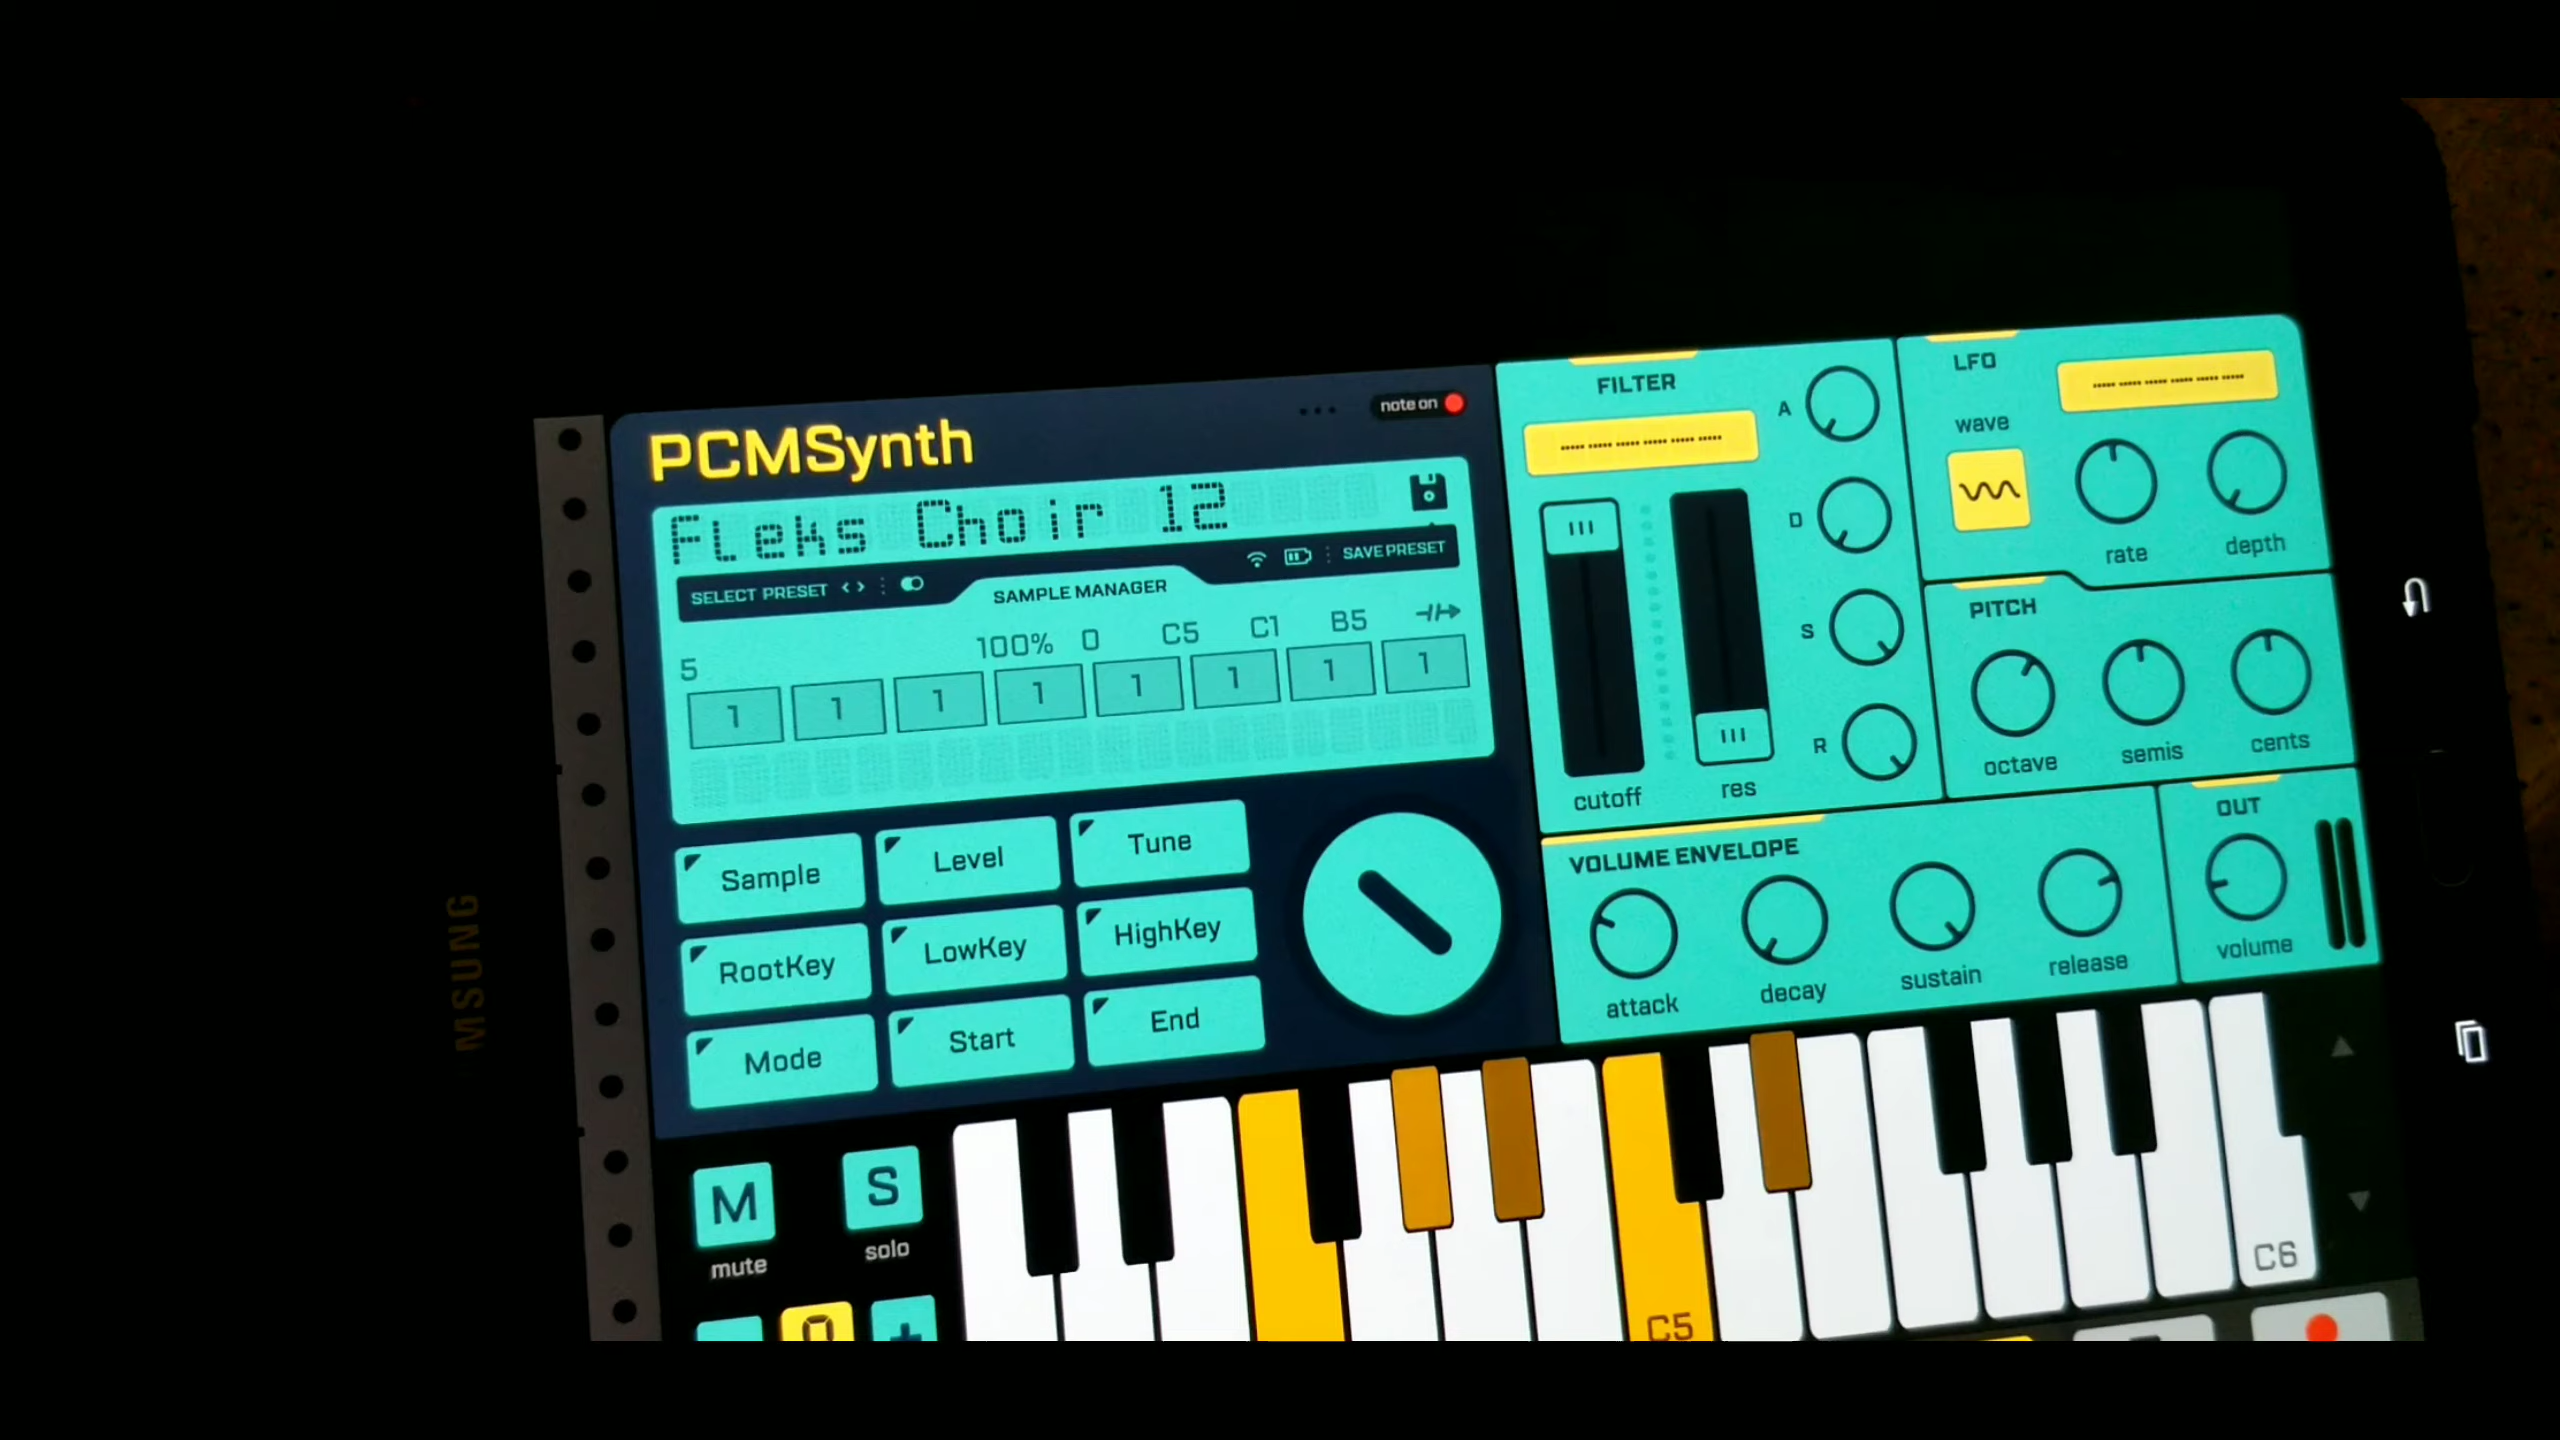 PCMSynth
note on
Fleks Choir 12
SELECT PRESET
SAMPLE MANAGER
SAVE PRESET
5 100% 0 C5 C1 B5
1 1 1 1 1 1 1 1
Sample Level Tune
RootKey LowKey HighKey
Mode Start End
FILTER
A
D
S
R
cutoff res
LFO
wave
rate depth
PITCH
octave semis cents
VOLUME ENVELOPE
attack decay sustain release
OUT
volume
M S
mute solo
0 +
C5 C6
MSUNG